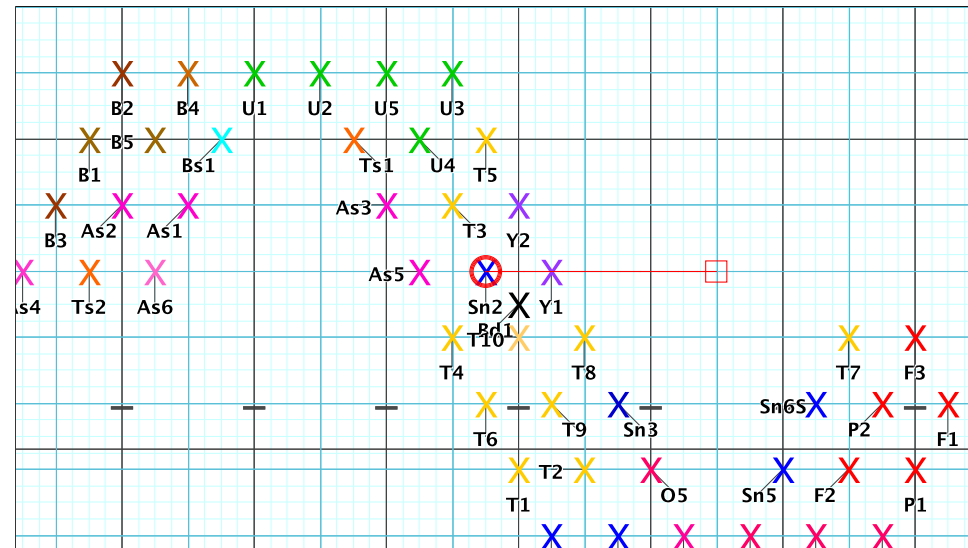 B2 B4 U1 U2 U5 U3
B5
B1 Bs1 Ts1 U4 T5
B3 As2 As1 As3 T3 Y2
As4 Ts2 As6 As5 Sn2 Y1
Bd1
T10
T4 T8 T7 F3
T6 T9 Sn3 Sn6S P2 F1
T1 T2 O5 Sn5 F2 P1